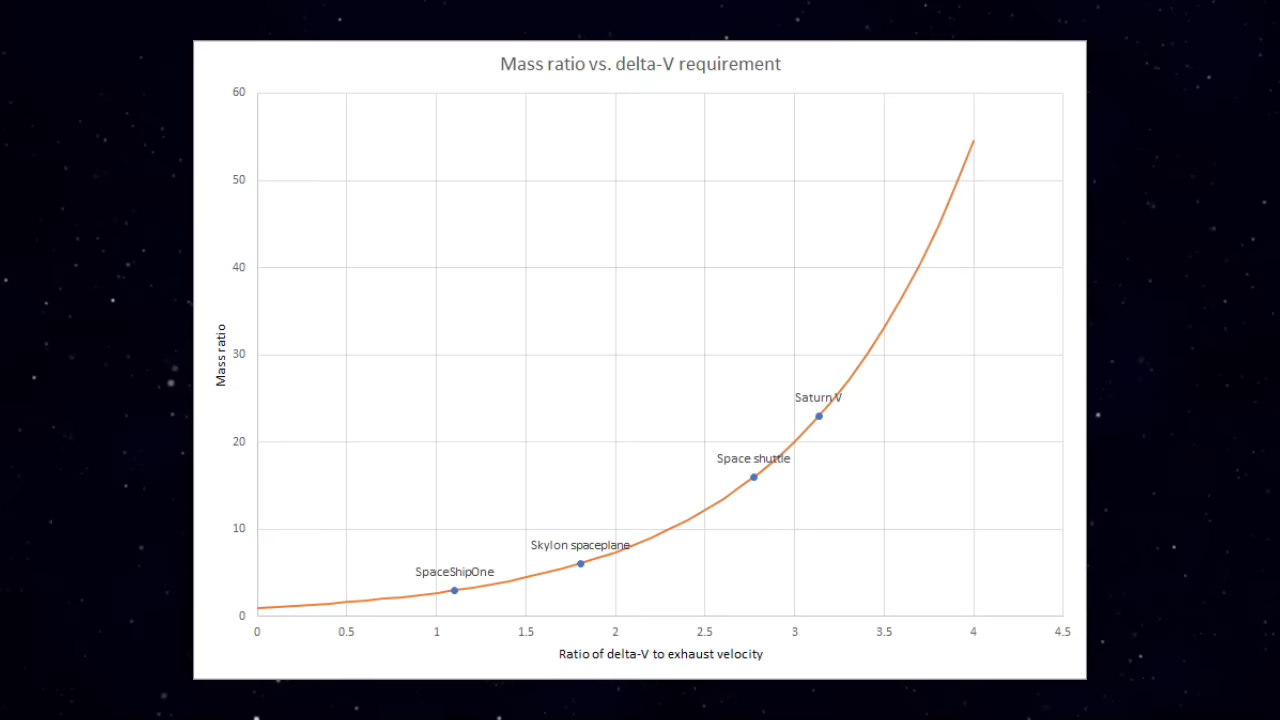 Mass ratio vs. delta-V requirement
60
50
40
30
20
10
0
Mass ratio
Saturn V
Space shuttle
Skylon spaceplane
SpaceShipOne
0 0.5 1 1.5 2 2.5 3 3.5 4 4.5
Ratio of delta-V to exhaust velocity